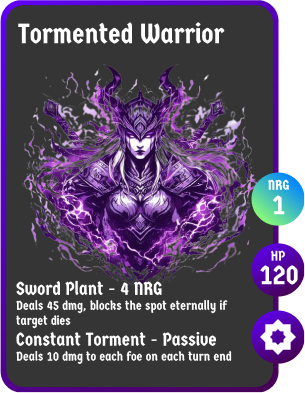 Tormented Warrior
NRG
1
HP
120
Sword Plant - 4 NRG
Deals 45 dmg, blocks the spot eternally if
target dies
Constant Torment - Passive
Deals 10 dmg to each foe on each turn end